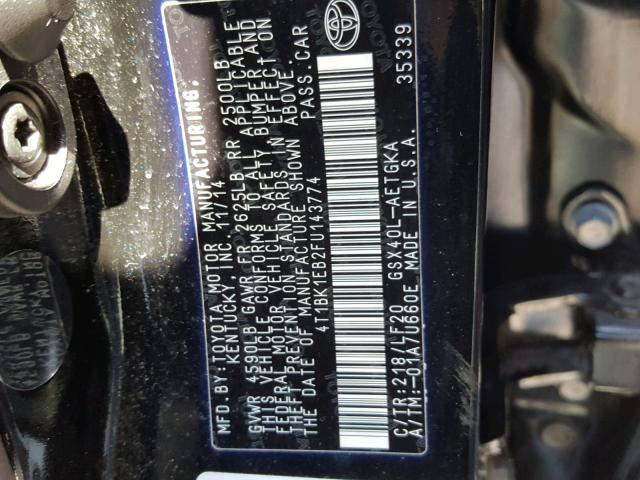 MFD.BY:TOYOTA MOTOR MANUFACTURING.
KENTUCKY, INC. 11/14
GVWR 4590LB GAWR FR 2625LB RR 2500LB
THIS VEHICLE CONFORMS TO ALL APPLICABLE
FEDERAL MOTOR VEHICLE SAFETY, BUMPER, AND
THEFT PREVENTION STANDARDS IN EFFECT ON
THE DATE OF MANUFACTURE SHOWN ABOVE.
4T1BK1EB2FU143774 PASS. CAR
TOYOTA
C/TR:218/LF20 GSX40L-AETGKA
A/TM:-01A/U660E MADE IN U.S.A. 35339